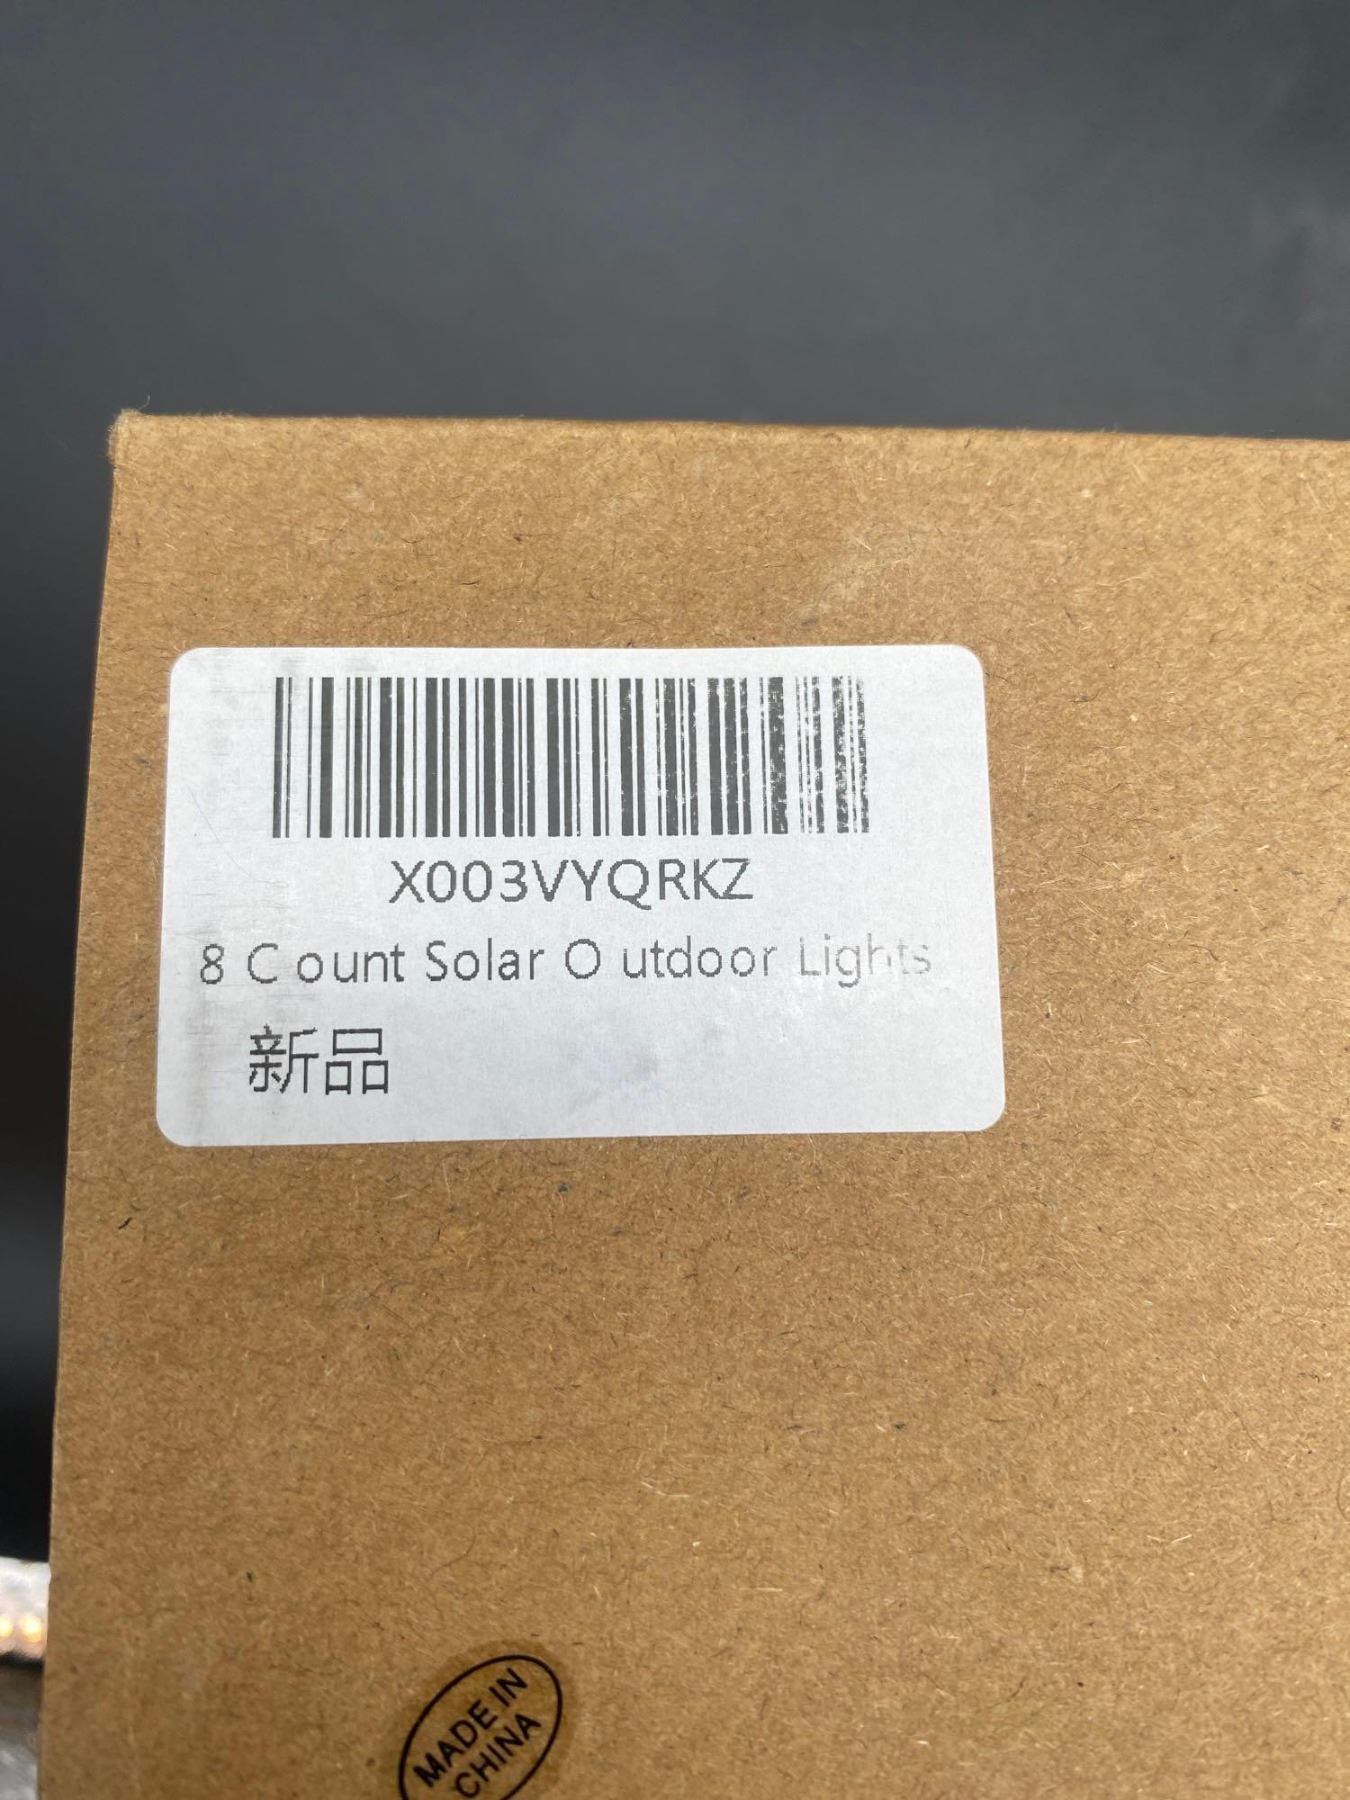 X003VYQRKZ
8 C ount Solar O utdoor Lights
新品
MADE IN
CHINA